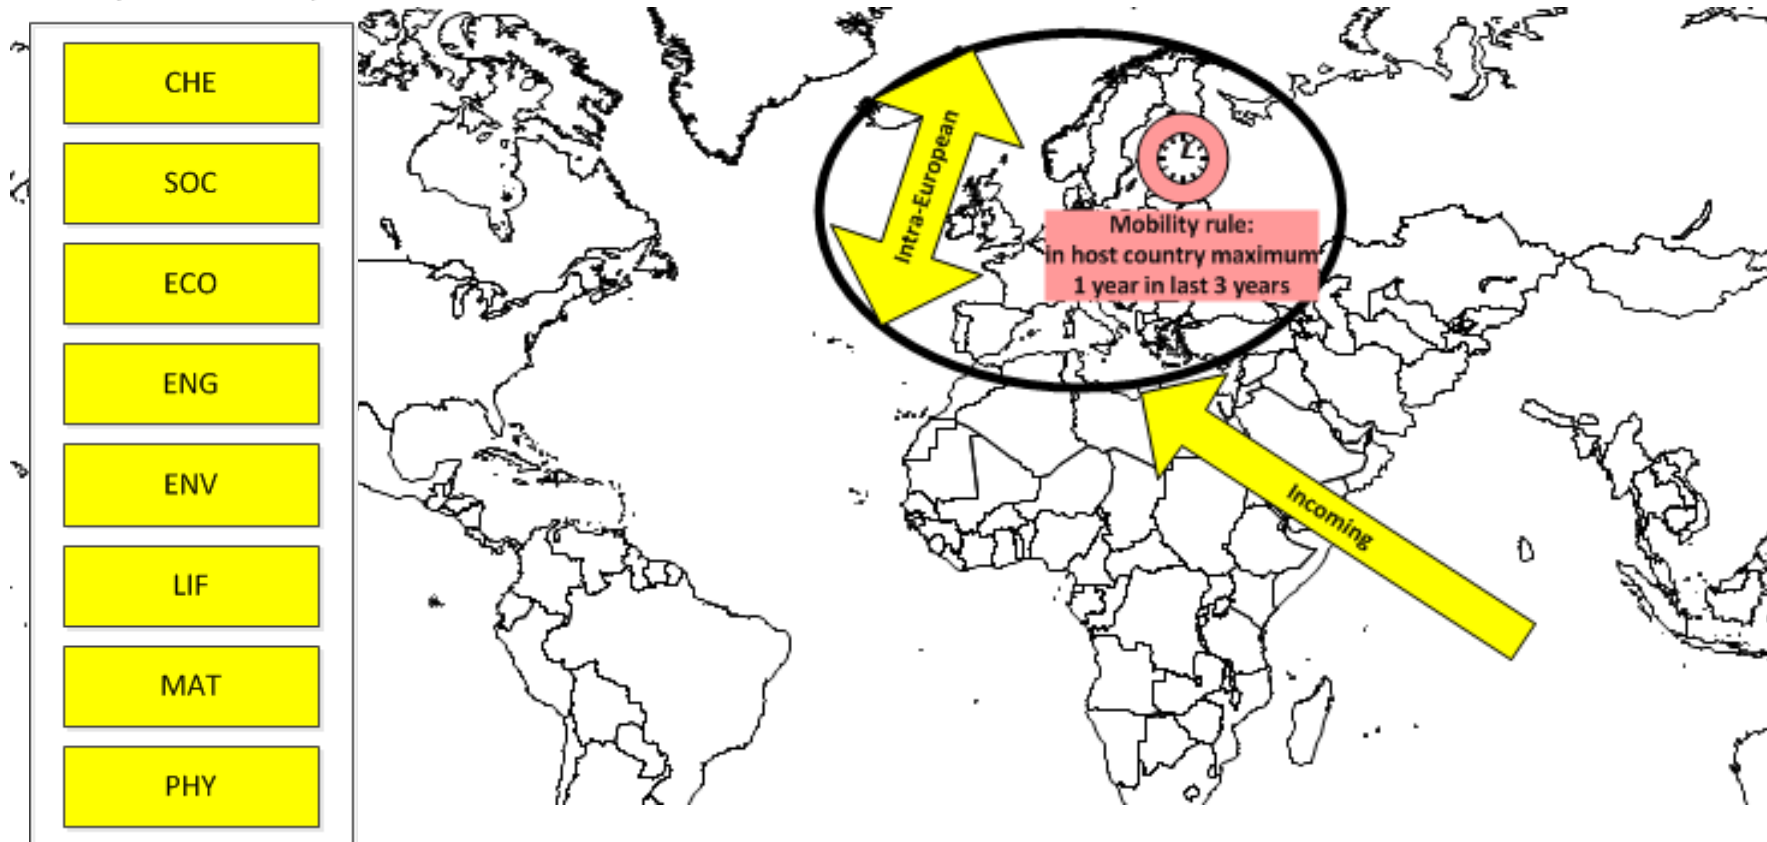 CHE
SOC
ECO
ENG
ENV
LIF
MAT
PHY
Intra-European
Mobility rule:
in host country maximum
1 year in last 3 years
Incoming